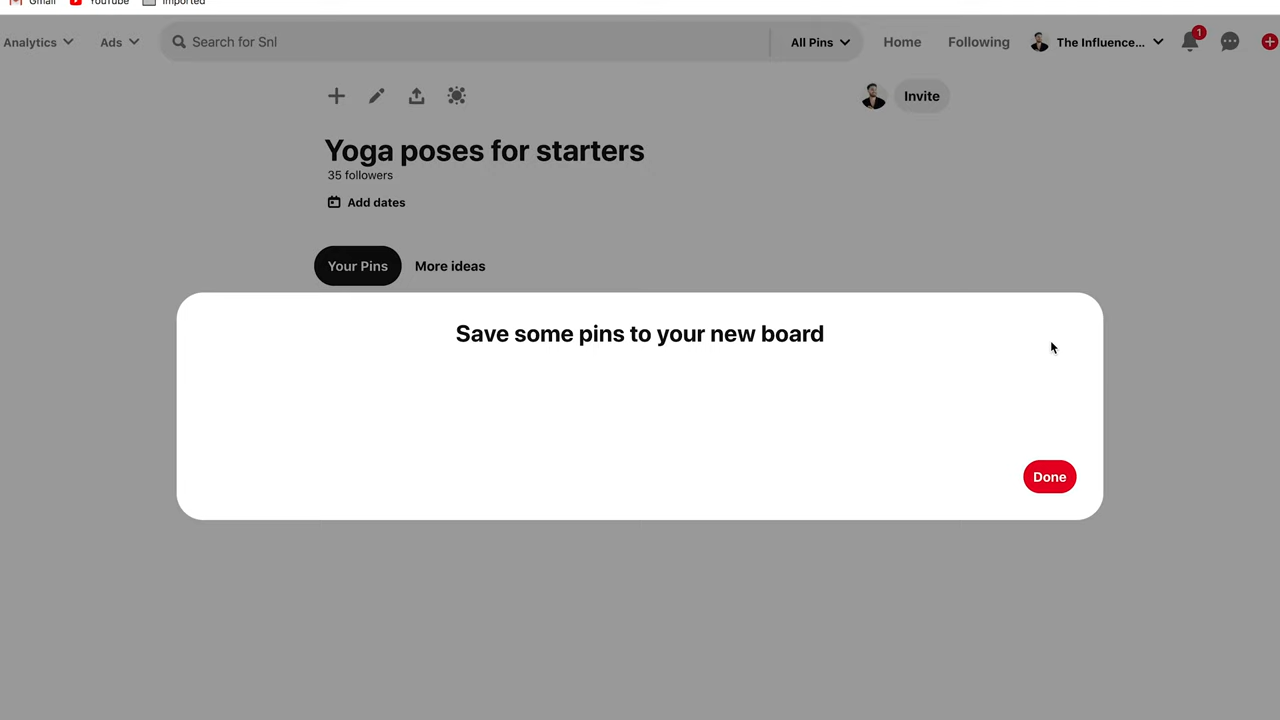 Gmail YouTube Imported
Analytics Ads Search for Snl All Pins Home Following The Influence... 1
Invite
Yoga poses for starters
35 followers
Add dates
Your Pins More ideas
Save some pins to your new board
Done